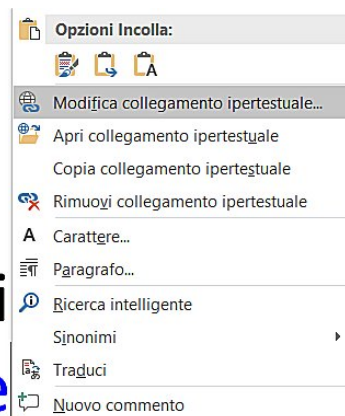 Opzioni Incolla:
Modifica collegamento ipertestuale...
Apri collegamento ipertestuale
Copia collegamento ipertestuale
Rimuovi collegamento ipertestuale
Carattere...
Paragrafo...
Ricerca intelligente
Sinonimi
Traduci
Nuovo commento
i
e